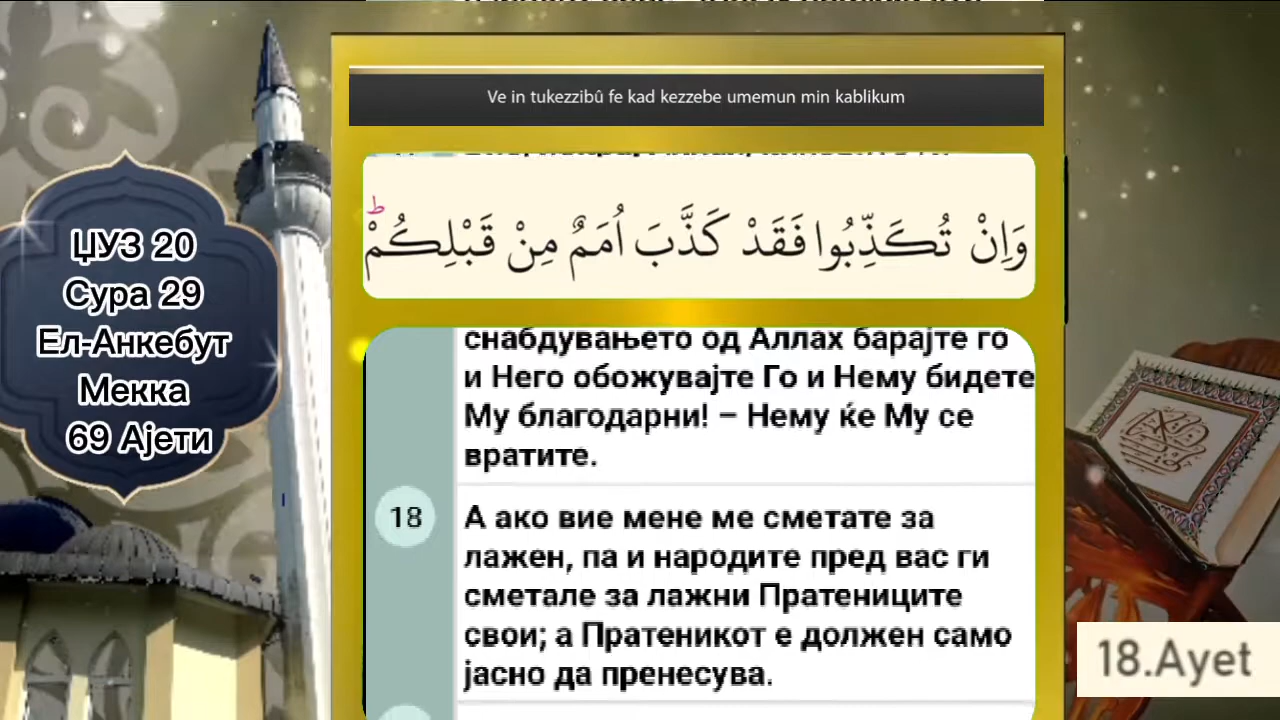 Ve in tukezzibû fe kad kezzebe umemun min kablikum
وَاِنْ تُكَذِّبُوا فَقَدْ كَذَّبَ اُمَمٌ مِنْ قَبْلِكُمْۜ
ЏУЗ 20
Сура 29
Ел-Анкебут
Мекка
69 Ајети
снабдувањето од Аллах барајте го
и Него обожувајте Го и Нему бидете
Му благодарни! – Нему ќе Му се
вратите.
18 А ако вие мене ме сметате за
лажен, па и народите пред вас ги
сметале за лажни Пратениците
свои; а Пратеникот е должен само
јасно да пренесува.
18.Ayet